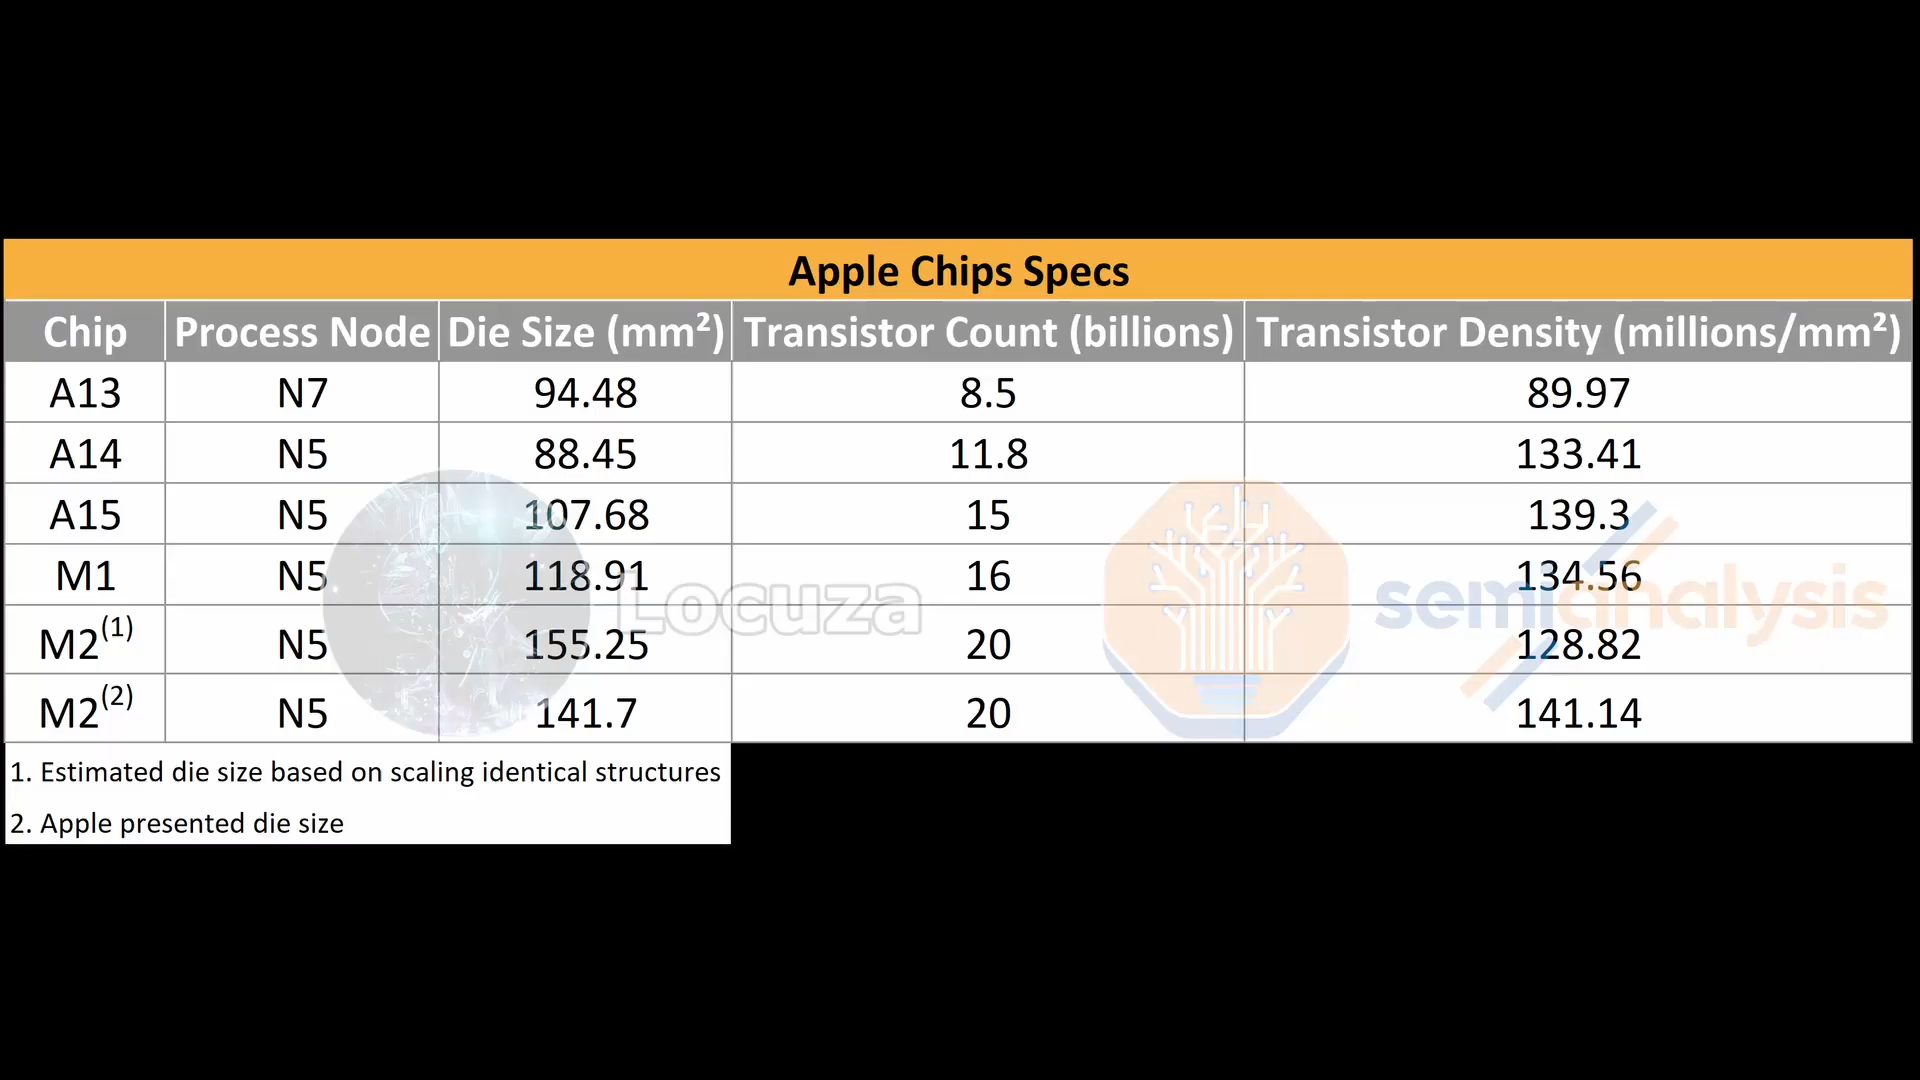 Apple Chips Specs
Chip Process Node Die Size (mm²) Transistor Count (billions) Transistor Density (millions/mm²)
A13 N7 94.48 8.5 89.97
A14 N5 88.45 11.8 133.41
A15 N5 107.68 15 139.3
M1 N5 118.91 16 134.56
Locuza semianalysis
M2(1) N5 155.25 20 128.82
M2(2) N5 141.7 20 141.14
1. Estimated die size based on scaling identical structures
2. Apple presented die size